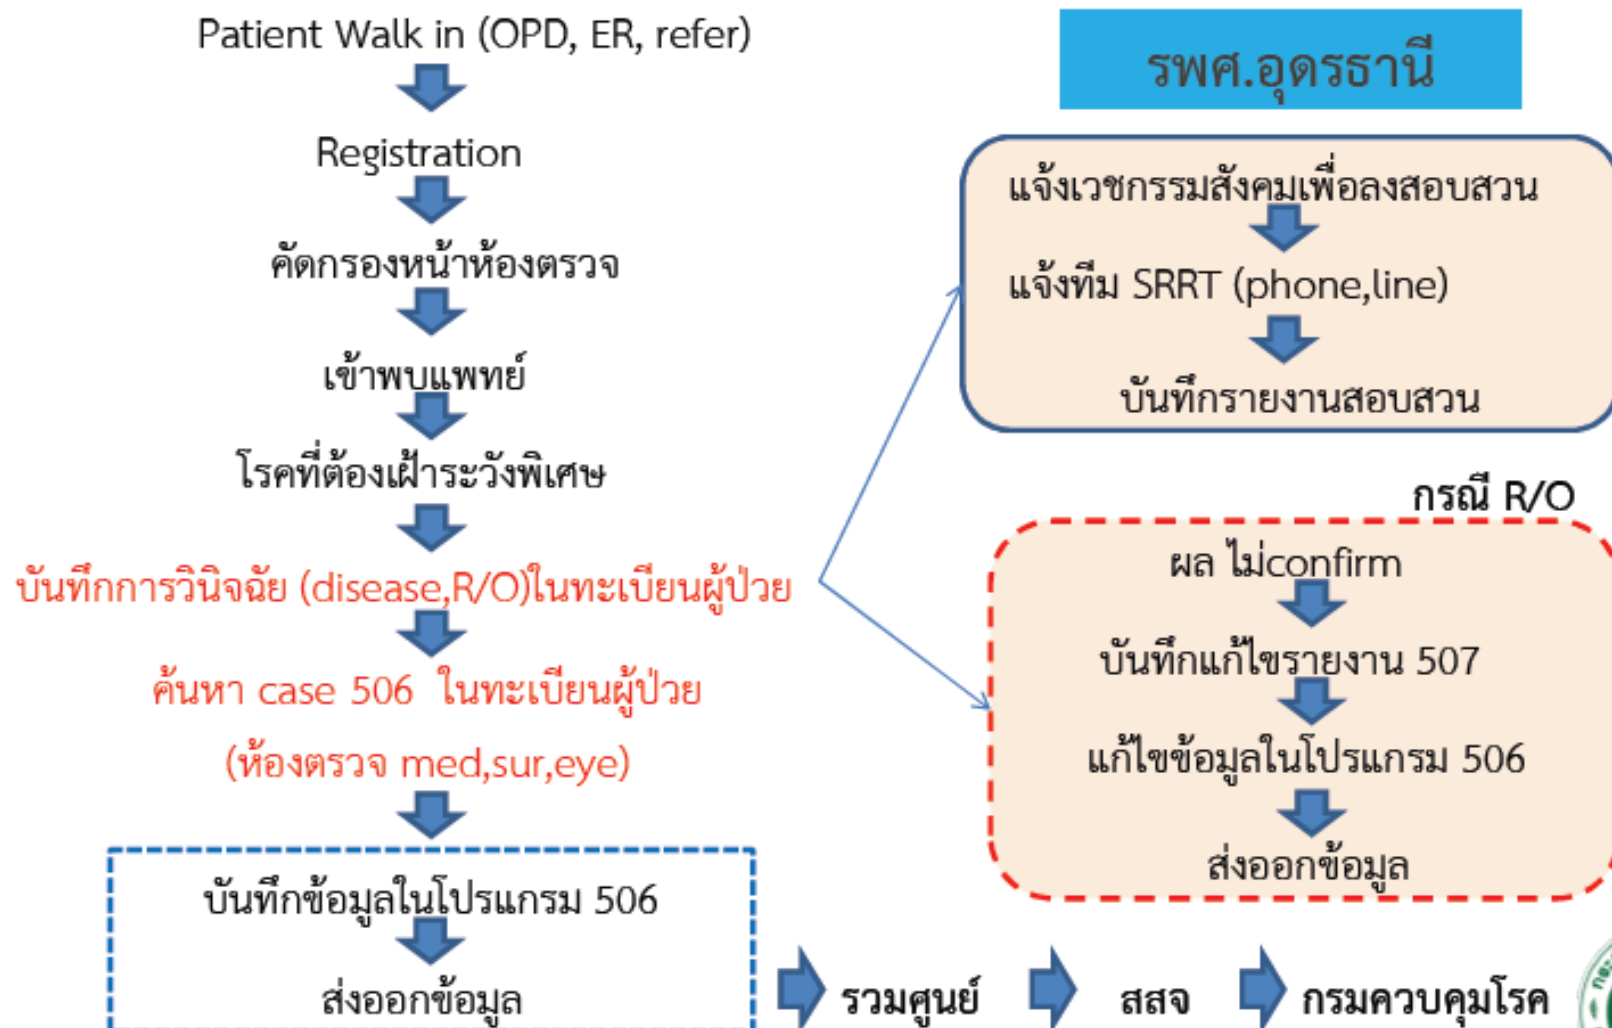 Patient Walk in (OPD, ER, refer)
Registration
คัดกรองหน้าห้องตรวจ
เข้าพบแพทย์
โรคที่ต้องเฝ้าระวังพิเศษ
บันทึกการวินิจฉัย (disease,R/O)ในทะเบียนผู้ป่วย
ค้นหา case 506 ในทะเบียนผู้ป่วย
(ห้องตรวจ med,sur,eye)
บันทึกข้อมูลในโปรแกรม 506
ส่งออกข้อมูล
รวมศูนย์
สสจ
กรมควบคุมโรค
รพศ.อุดรธานี
แจ้งเวชกรรมสังคมเพื่อลงสอบสวน
แจ้งทีม SRRT (phone,line)
บันทึกรายงานสอบสวน
กรณี R/O
ผล ไม่confirm
บันทึกแก้ไขรายงาน 507
แก้ไขข้อมูลในโปรแกรม 506
ส่งออกข้อมูล